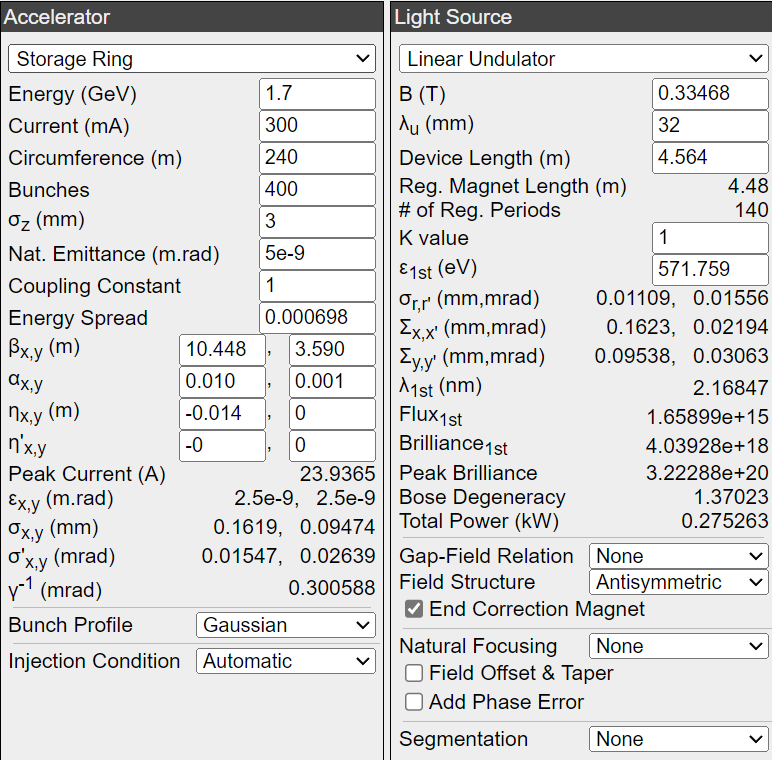 Accelerator
Storage Ring
Energy (GeV) 1.7
Current (mA) 300
Circumference (m) 240
Bunches 400
σz (mm) 3
Nat. Emittance (m.rad) 5e-9
Coupling Constant 1
Energy Spread 0.000698
βx,y (m) 10.448 , 3.590
αx,y 0.010 , 0.001
ηx,y (m) -0.014 , 0
η'x,y -0 , 0
Peak Current (A) 23.9365
εx,y (m.rad) 2.5e-9, 2.5e-9
σx,y (mm) 0.1619, 0.09474
σ'x,y (mrad) 0.01547, 0.02639
γ-1 (mrad) 0.300588
Bunch Profile Gaussian
Injection Condition Automatic
Light Source
Linear Undulator
B (T) 0.33468
λu (mm) 32
Device Length (m) 4.564
Reg. Magnet Length (m) 4.48
# of Reg. Periods 140
K value 1
ε1st (eV) 571.759
σr,r' (mm,mrad) 0.01109, 0.01556
Σx,x' (mm,mrad) 0.1623, 0.02194
Σy,y' (mm,mrad) 0.09538, 0.03063
λ1st (nm) 2.16847
Flux1st 1.65899e+15
Brilliance1st 4.03928e+18
Peak Brilliance 3.22288e+20
Bose Degeneracy 1.37023
Total Power (kW) 0.275263
Gap-Field Relation None
Field Structure Antisymmetric
End Correction Magnet
Natural Focusing None
Field Offset & Taper
Add Phase Error
Segmentation None